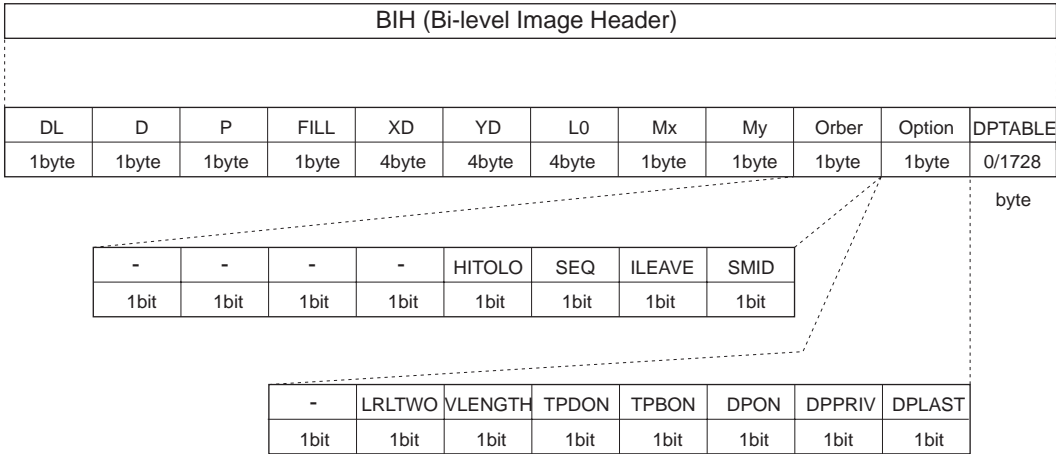 BIH (Bi-level Image Header)
DL D P FILL XD YD L0 Mx My Orber Option DPTABLE
1byte 1byte 1byte 1byte 4byte 4byte 4byte 1byte 1byte 1byte 1byte 0/1728
byte
- - - - HITOLO SEQ ILEAVE SMID
1bit 1bit 1bit 1bit 1bit 1bit 1bit 1bit
- LRLTWO VLENGTH TPDON TPBON DPON DPPRIV DPLAST
1bit 1bit 1bit 1bit 1bit 1bit 1bit 1bit